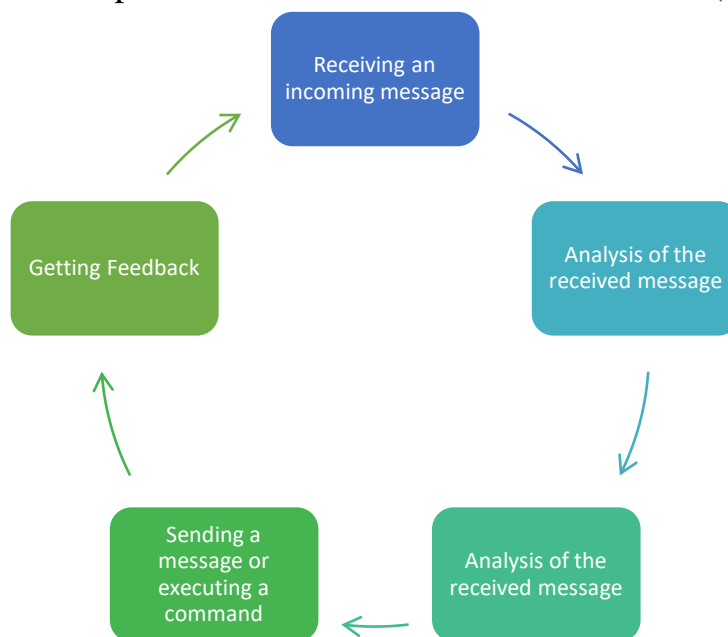 Receiving an
incoming message
Analysis of the
received message
Analysis of the
received message
Sending a
message or
executing a
command
Getting Feedback